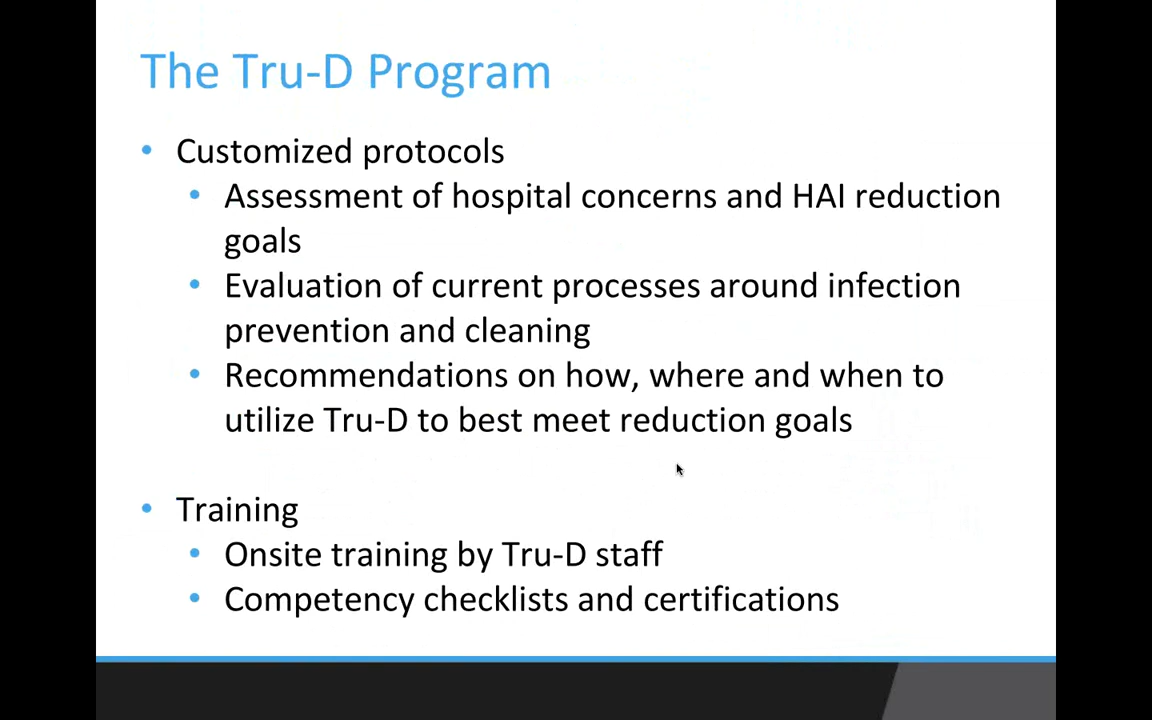 The Tru-D Program
• Customized protocols
• Assessment of hospital concerns and HAI reduction
goals
• Evaluation of current processes around infection
prevention and cleaning
• Recommendations on how, where and when to
utilize Tru-D to best meet reduction goals
• Training
• Onsite training by Tru-D staff
• Competency checklists and certifications